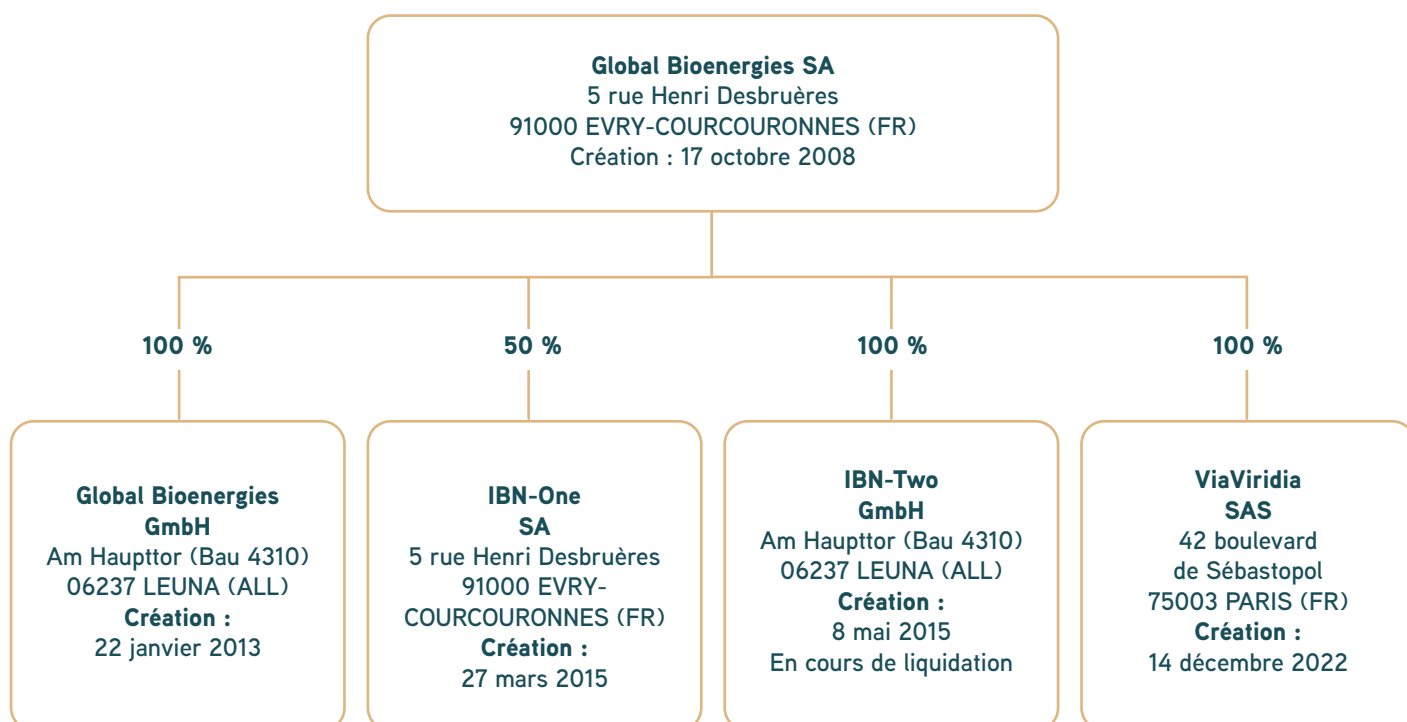 Global Bioenergies SA
5 rue Henri Desbruères
91000 EVRY-COURCOURONNES (FR)
Création : 17 octobre 2008
100 %
50 %
100 %
100 %
Global Bioenergies
GmbH
Am Haupttor (Bau 4310)
06237 LEUNA (ALL)
Création :
22 janvier 2013
IBN-One
SA
5 rue Henri Desbruères
91000 EVRY-
COURCOURONNES (FR)
Création :
27 mars 2015
IBN-Two
GmbH
Am Haupttor (Bau 4310)
06237 LEUNA (ALL)
Création :
8 mai 2015
En cours de liquidation
ViaViridia
SAS
42 boulevard
de Sébastopol
75003 PARIS (FR)
Création :
14 décembre 2022